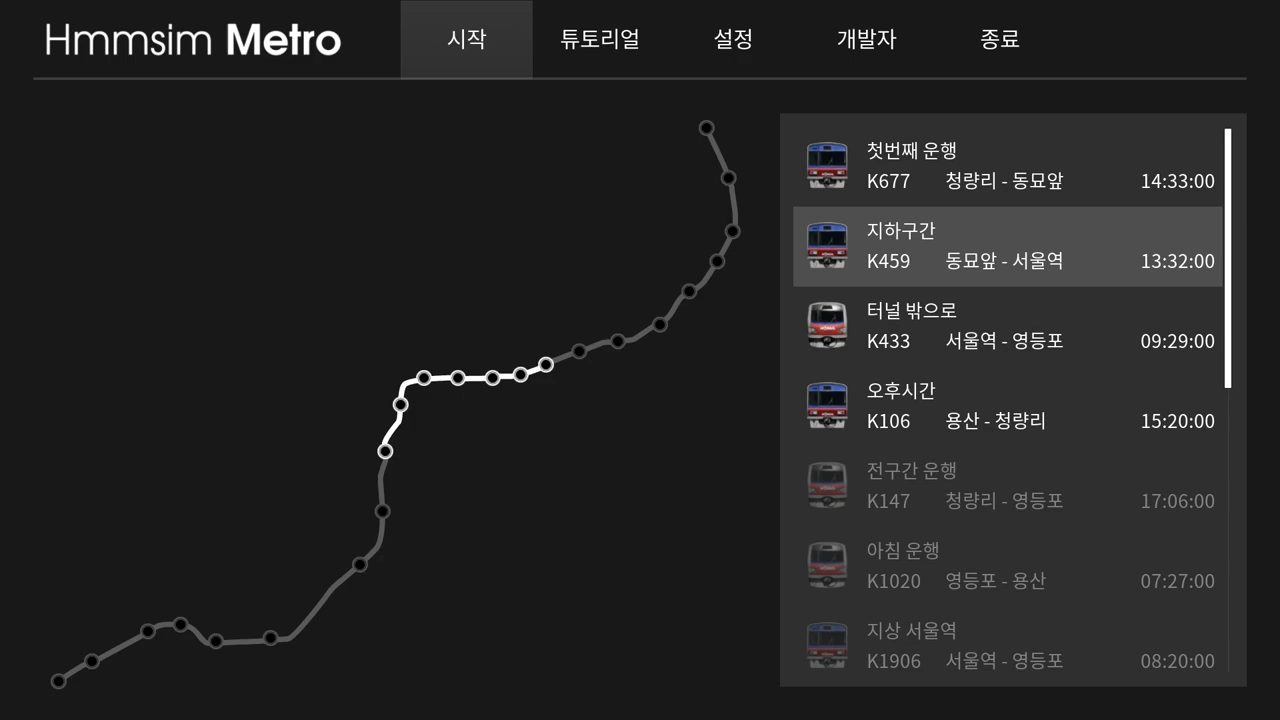 Hmmsim Metro
시작
튜토리얼
설정
개발자
종료
첫번째 운행
K677 청량리 - 동묘앞 14:33:00
지하구간
K459 동묘앞 - 서울역 13:32:00
터널 밖으로
K433 서울역 - 영등포 09:29:00
오후시간
K106 용산 - 청량리 15:20:00
전구간 운행
K147 청량리 - 영등포 17:06:00
아침 운행
K1020 영등포 - 용산 07:27:00
지상 서울역
K1906 서울역 - 영등포 08:20:00